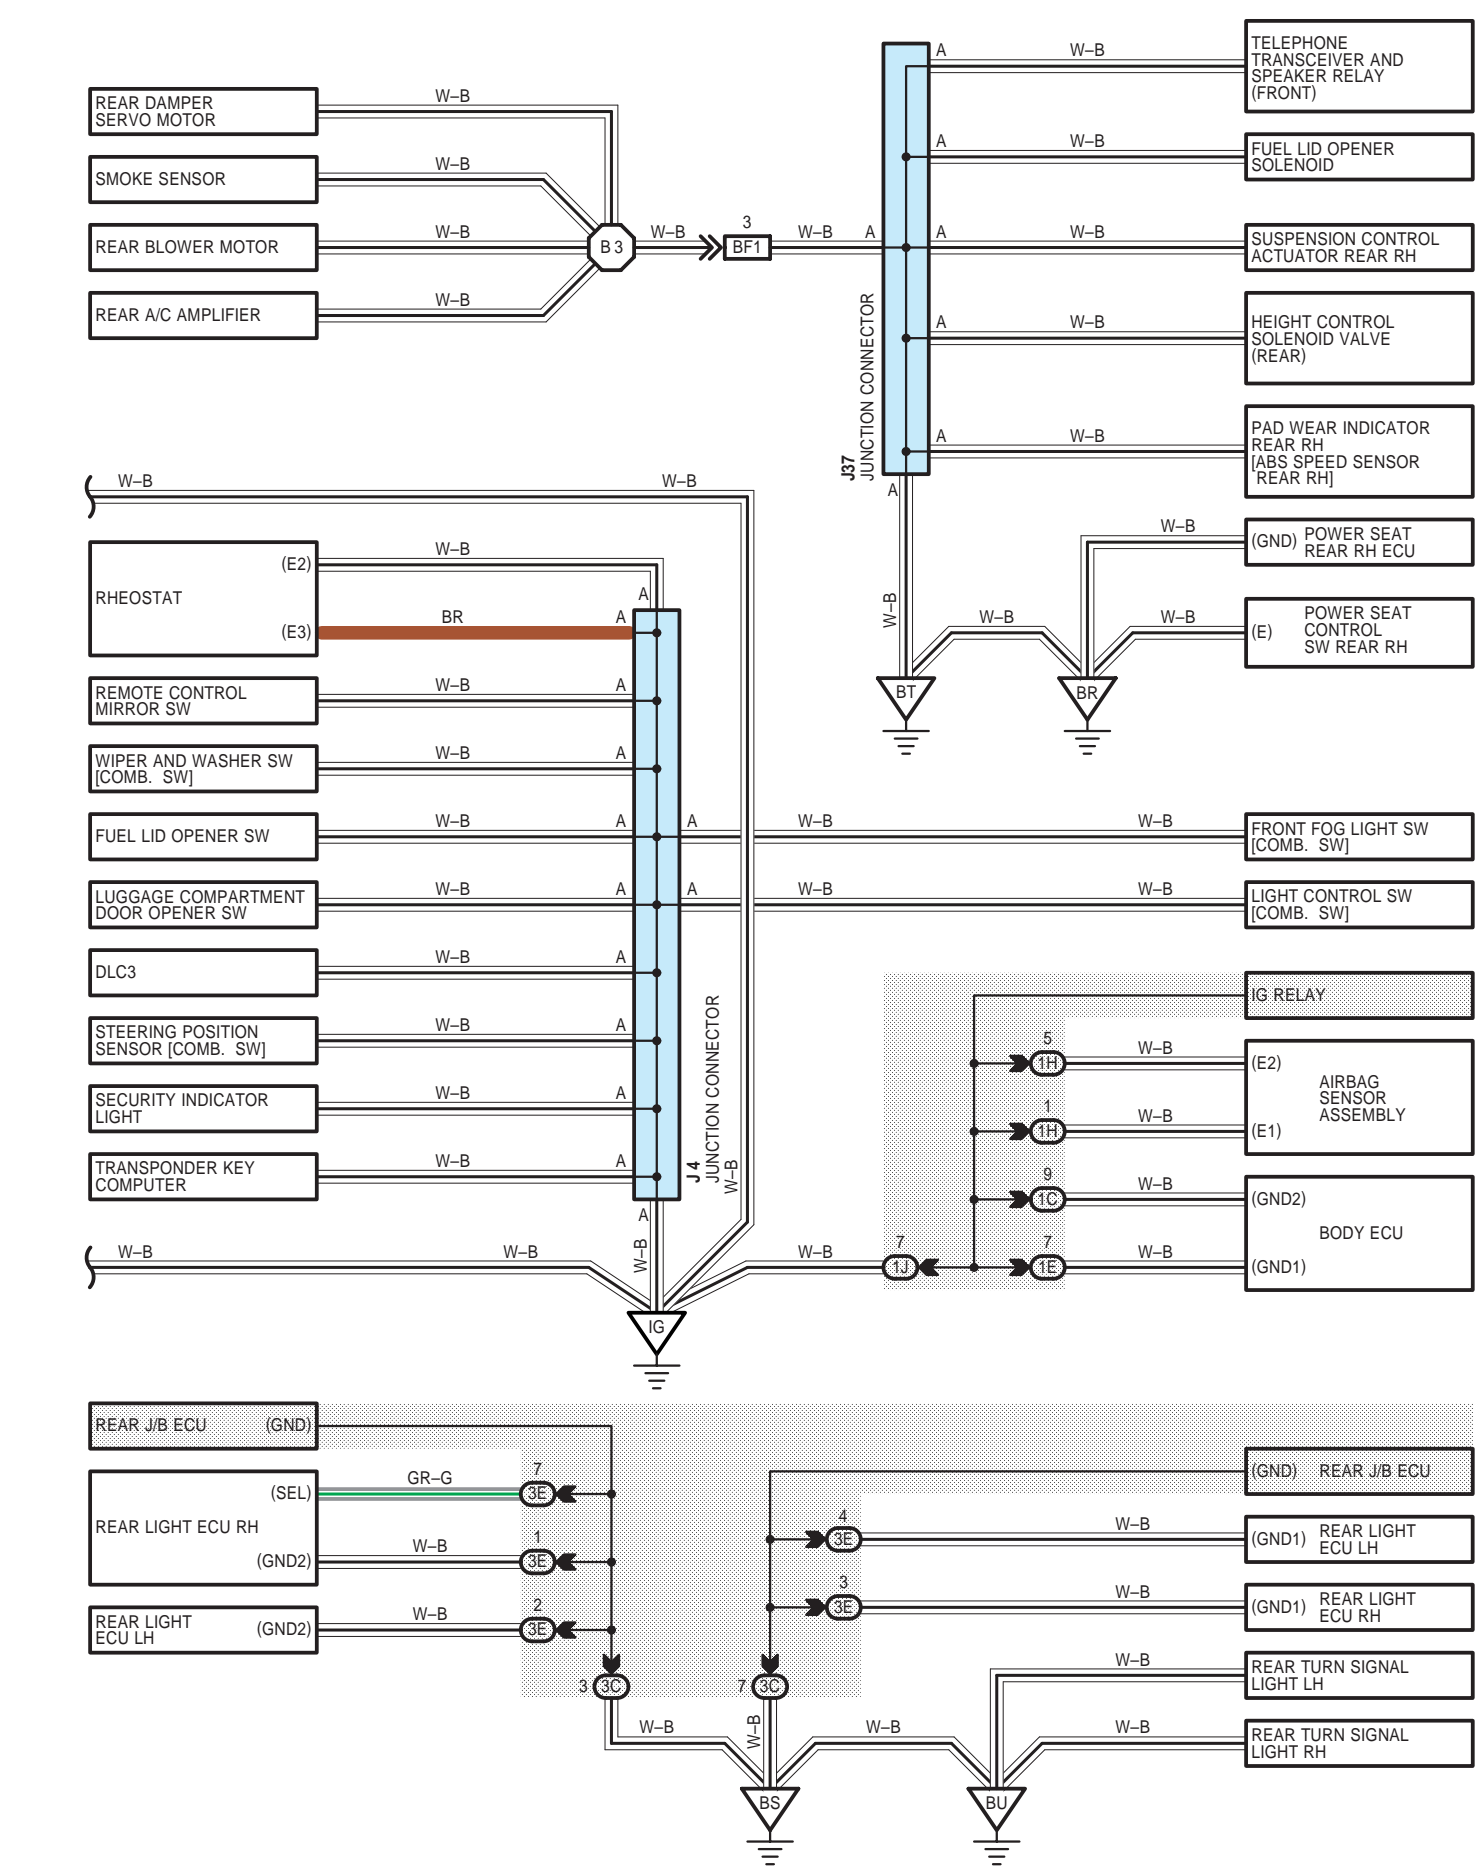 TELEPHONE
TRANSCEIVER AND
SPEAKER RELAY
(FRONT)
A W–B
REAR DAMPER
SERVO MOTOR
W–B
FUEL LID OPENER
SOLENOID
A W–B
SMOKE SENSOR
W–B
REAR BLOWER MOTOR
W–B
B 3
W–B
3
BF1
W–B A
A W–B
SUSPENSION CONTROL
ACTUATOR REAR RH
REAR A/C AMPLIFIER
W–B
A W–B
HEIGHT CONTROL
SOLENOID VALVE
(REAR)
J37
JUNCTION CONNECTOR
A W–B
PAD WEAR INDICATOR
REAR RH
[ABS SPEED SENSOR
REAR RH]
A
W–B
W–B W–B
W–B
(GND) POWER SEAT
REAR RH ECU
RHEOSTAT
(E2)
W–B
A
(E3)
BR A
W–B
W–B
(E)
POWER SEAT
CONTROL
SW REAR RH
BT
BR
REMOTE CONTROL
MIRROR SW
W–B A
WIPER AND WASHER SW
[COMB. SW]
W–B A
FUEL LID OPENER SW
W–B A
A W–B W–B
FRONT FOG LIGHT SW
[COMB. SW]
LUGGAGE COMPARTMENT
DOOR OPENER SW
W–B A
A W–B W–B
LIGHT CONTROL SW
[COMB. SW]
DLC3
W–B A
IG RELAY
STEERING POSITION
SENSOR [COMB. SW]
W–B A
5
1H
W–B
(E2)
AIRBAG
SENSOR
ASSEMBLY
SECURITY INDICATOR
LIGHT
W–B A
1
1H
W–B
(E1)
TRANSPONDER KEY
COMPUTER
W–B A
J 4
JUNCTION CONNECTOR
W–B
9
1C
W–B
(GND2)
BODY ECU
A
W–B
W–B W–B
W–B
7
1J
7
1E
W–B
(GND1)
IG
REAR J/B ECU (GND)
REAR LIGHT ECU RH
(SEL)
GR–G
7
3E
(GND2)
W–B
1
3E
REAR LIGHT
ECU LH
(GND2)
W–B
2
3E
3 3C
(GND) REAR J/B ECU
4
3E
W–B
(GND1) REAR LIGHT
ECU LH
3
3E
W–B
(GND1) REAR LIGHT
ECU RH
7 3C
W–B
REAR TURN SIGNAL
LIGHT LH
W–B
W–B
W–B
W–B
REAR TURN SIGNAL
LIGHT RH
BS
BU